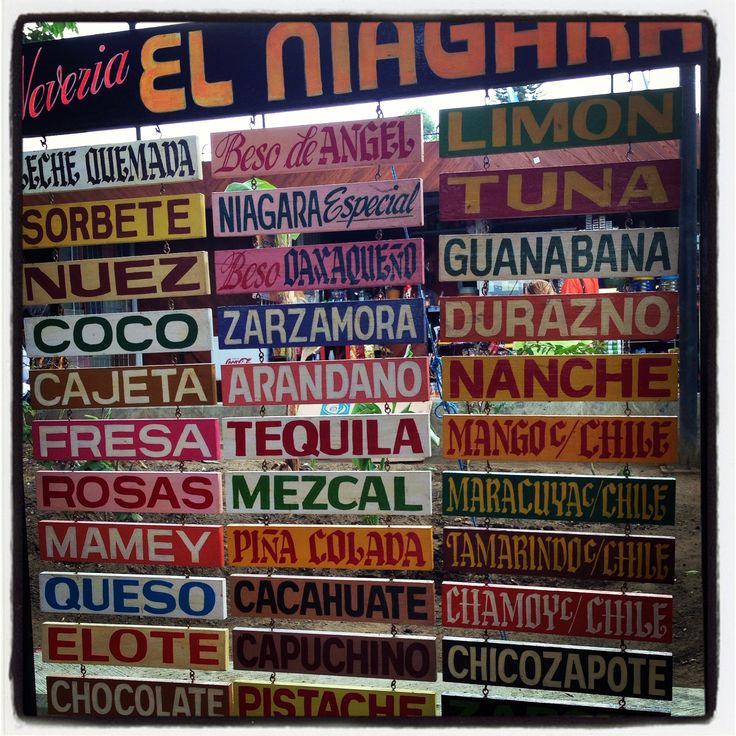 Neveria EL NIAGARA
LECHE QUEMADA
SORBETE
NUEZ
COCO
CAJETA
FRESA
ROSAS
MAMEY
QUESO
ELOTE
CHOCOLATE
Beso de ANGEL
NIAGARA Especial
Beso OAXAQUEÑO
ZARZAMORA
ARANDANO
TEQUILA
MEZCAL
PIÑA COLADA
CACAHUATE
CAPUCHINO
PISTACHE
LIMON
TUNA
GUANABANA
DURAZNO
NANCHE
MANGO c/ CHILE
MARACUYA c/ CHILE
TAMARINDO c/ CHILE
CHAMOY c/ CHILE
CHICOZAPOTE